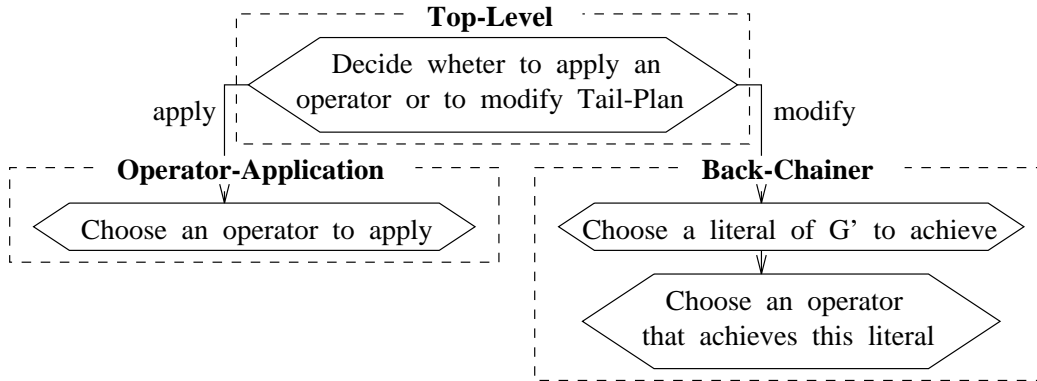 Top-Level
Decide wheter to apply an
operator or to modify Tail-Plan
apply
modify
Operator-Application
Choose an operator to apply
Back-Chainer
Choose a literal of G’ to achieve
Choose an operator
that achieves this literal